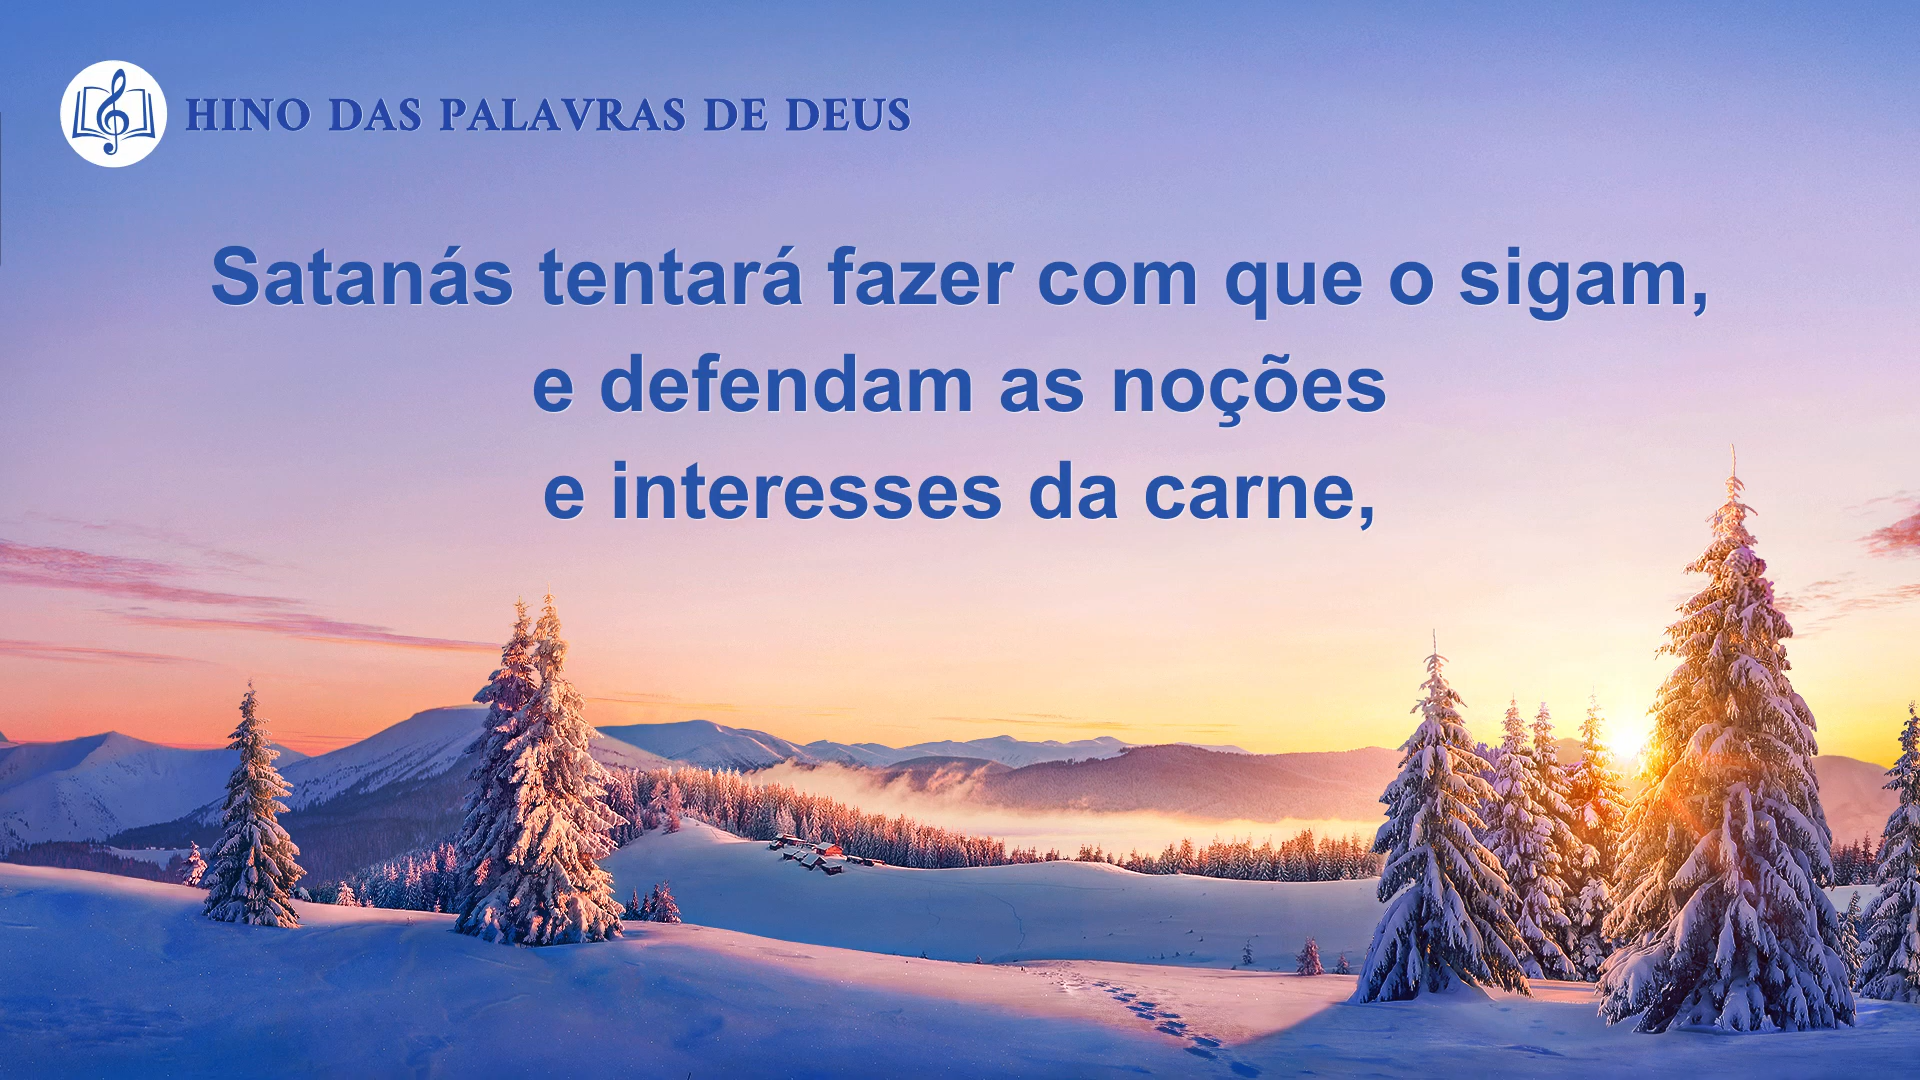 HINO DAS PALAVRAS DE DEUS
Satanás tentará fazer com que o sigam,
e defendam as noções
e interesses da carne,